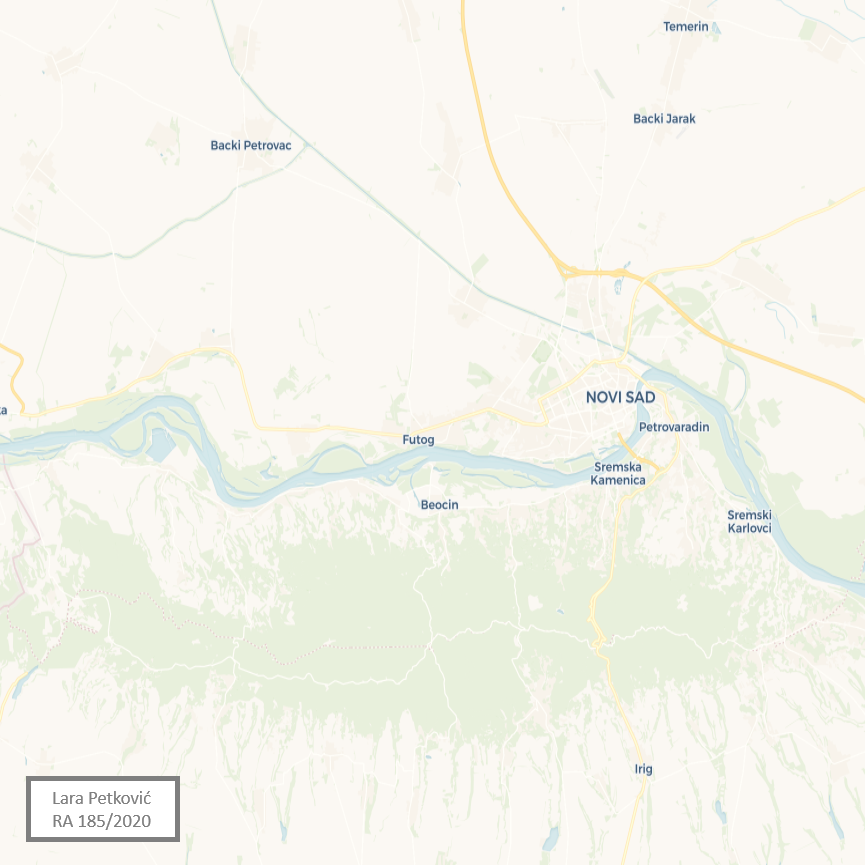 Temerin
Backi Jarak
Backi Petrovac
NOVI SAD
Petrovaradin
Futog
Sremska
Kamenica
Beocin
Sremski
Karlovci
Irig
Lara Petković
RA 185/2020